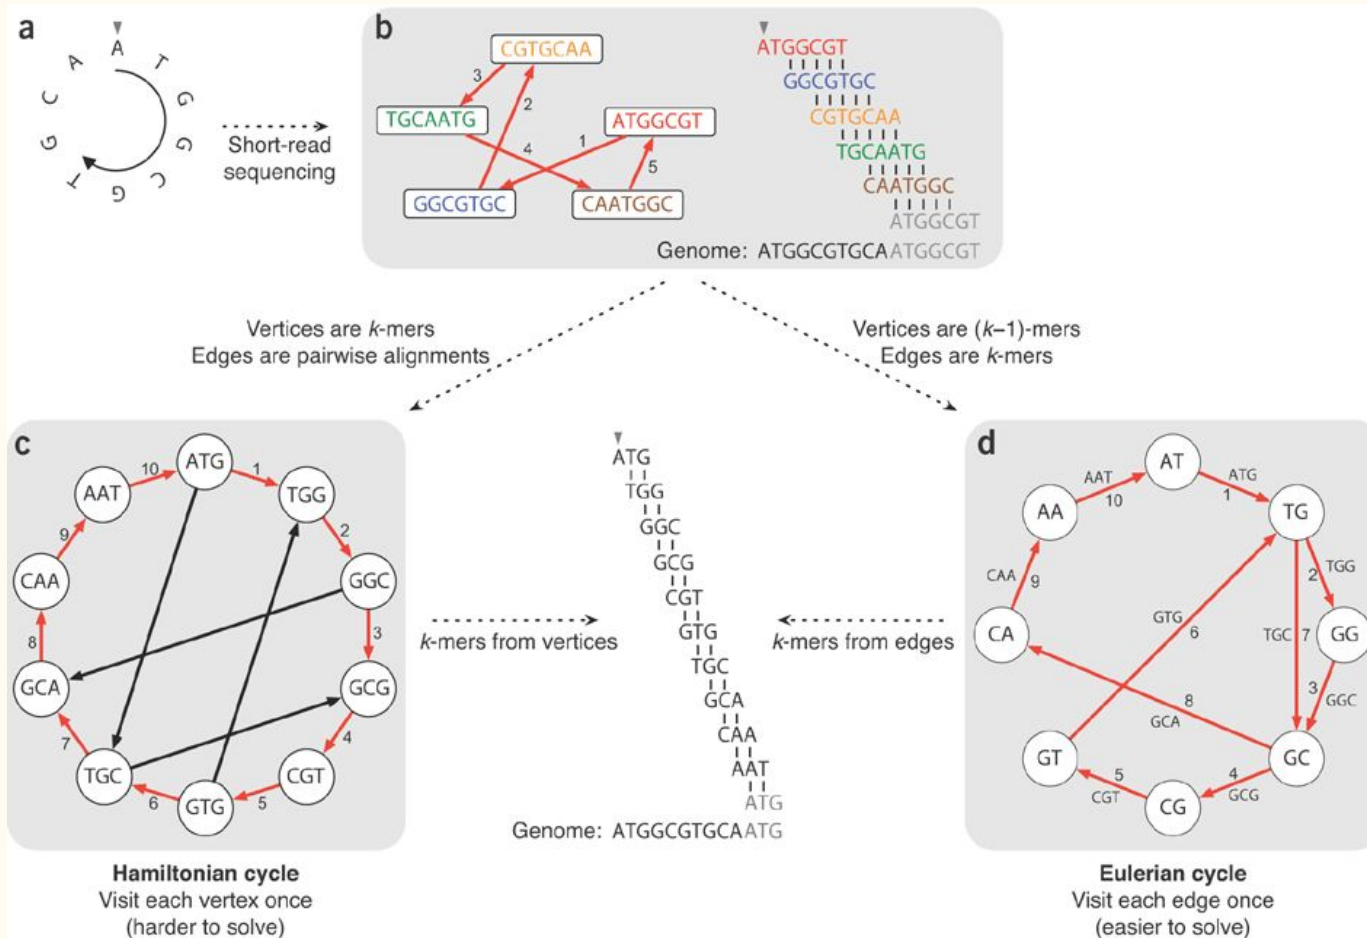 a
A
T
G
G
C
G
T
G
C
A
Short-read
sequencing
b
CGTGCAA
3
2
TGCAATG
ATGGCGT
1
4
5
GGCGTGC
CAATGGC
ATGGCGT
GGCGTGC
CGTGCAA
TGCAATG
CAATGGC
ATGGCGT
Genome: ATGGCGTGCAATGGCGT
Vertices are k-mers
Edges are pairwise alignments
Vertices are (k–1)-mers
Edges are k-mers
c
ATG
1
TGG
2
GGC
3
GCG
4
CGT
5
GTG
6
TGC
7
GCA
8
CAA
9
AAT
10
Hamiltonian cycle
Visit each vertex once
(harder to solve)
k-mers from vertices
ATG
TGG
GGC
GCG
CGT
GTG
TGC
GCA
CAA
AAT
ATG
Genome: ATGGCGTGCAATG
k-mers from edges
d
AT
ATG
1
TG
TGG
2
GG
3
GGC
GC
4
GCG
CG
5
CGT
GT
GTG
6
TGC 7
8
GCA
CA
CAA 9
AA
AAT
10
Eulerian cycle
Visit each edge once
(easier to solve)